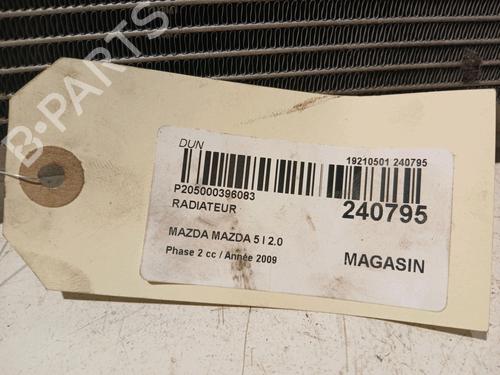 B-PARTS
DUN
19210501 240795
P205000396083
RADIATEUR
240795
MAZDA MAZDA 5 I 2.0
Phase 2 cc / Année 2009
MAGASIN